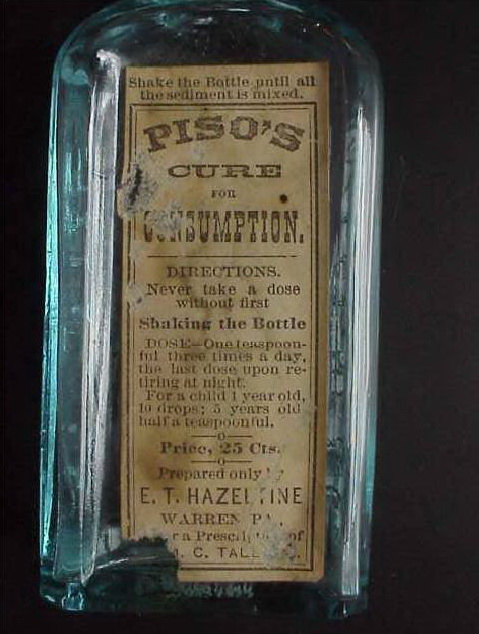 Shake the Bottle until all
the sediment is mixed.
PISO'S
CURE
FOR
CONSUMPTION.
DIRECTIONS.
Never take a dose
without first
Shaking the Bottle
DOSE—One teaspoon-
ful three times a day,
the last dose upon re-
tiring at night.
For a child 1 year old,
10 drops; 5 years old
half a teaspoonful.
Price, 25 Cts.
Prepared only
E. T. HAZELTINE
WARREN PA.
a of
C.